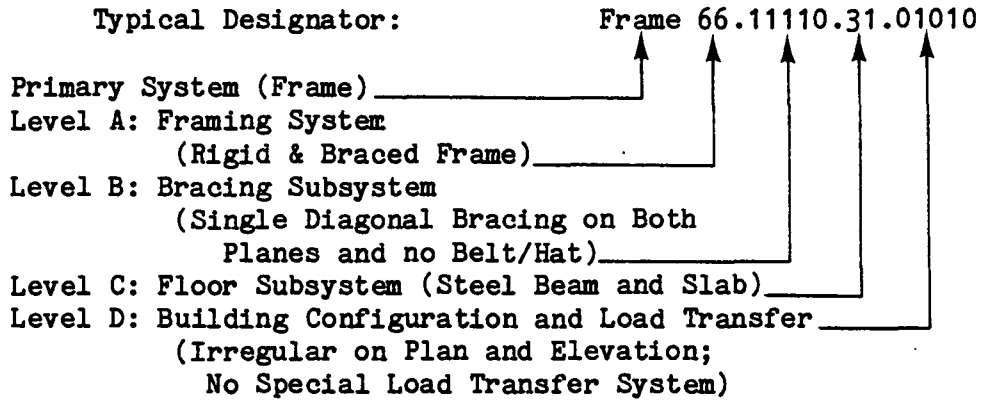 Typical Designator: Frame 66.11110.31.01010
Primary System (Frame)
Level A: Framing System
(Rigid & Braced Frame)
Level B: Bracing Subsystem
(Single Diagonal Bracing on Both
Planes and no Belt/Hat)
Level C: Floor Subsystem (Steel Beam and Slab)
Level D: Building Configuration and Load Transfer
(Irregular on Plan and Elevation;
No Special Load Transfer System)